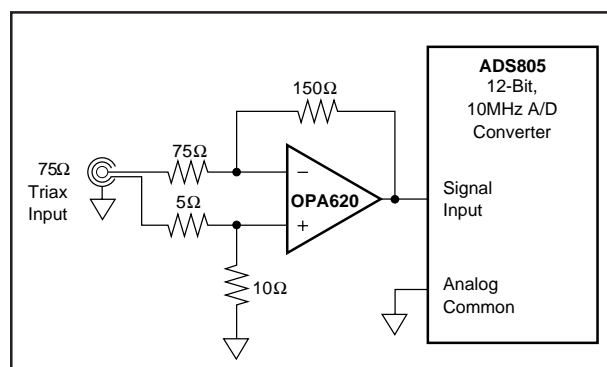 ADS805
12-Bit,
10MHz A/D
Converter
150Ω
75Ω
Triax
Input
75Ω
5Ω
−
OPA620
+
10Ω
Signal
Input
Analog
Common